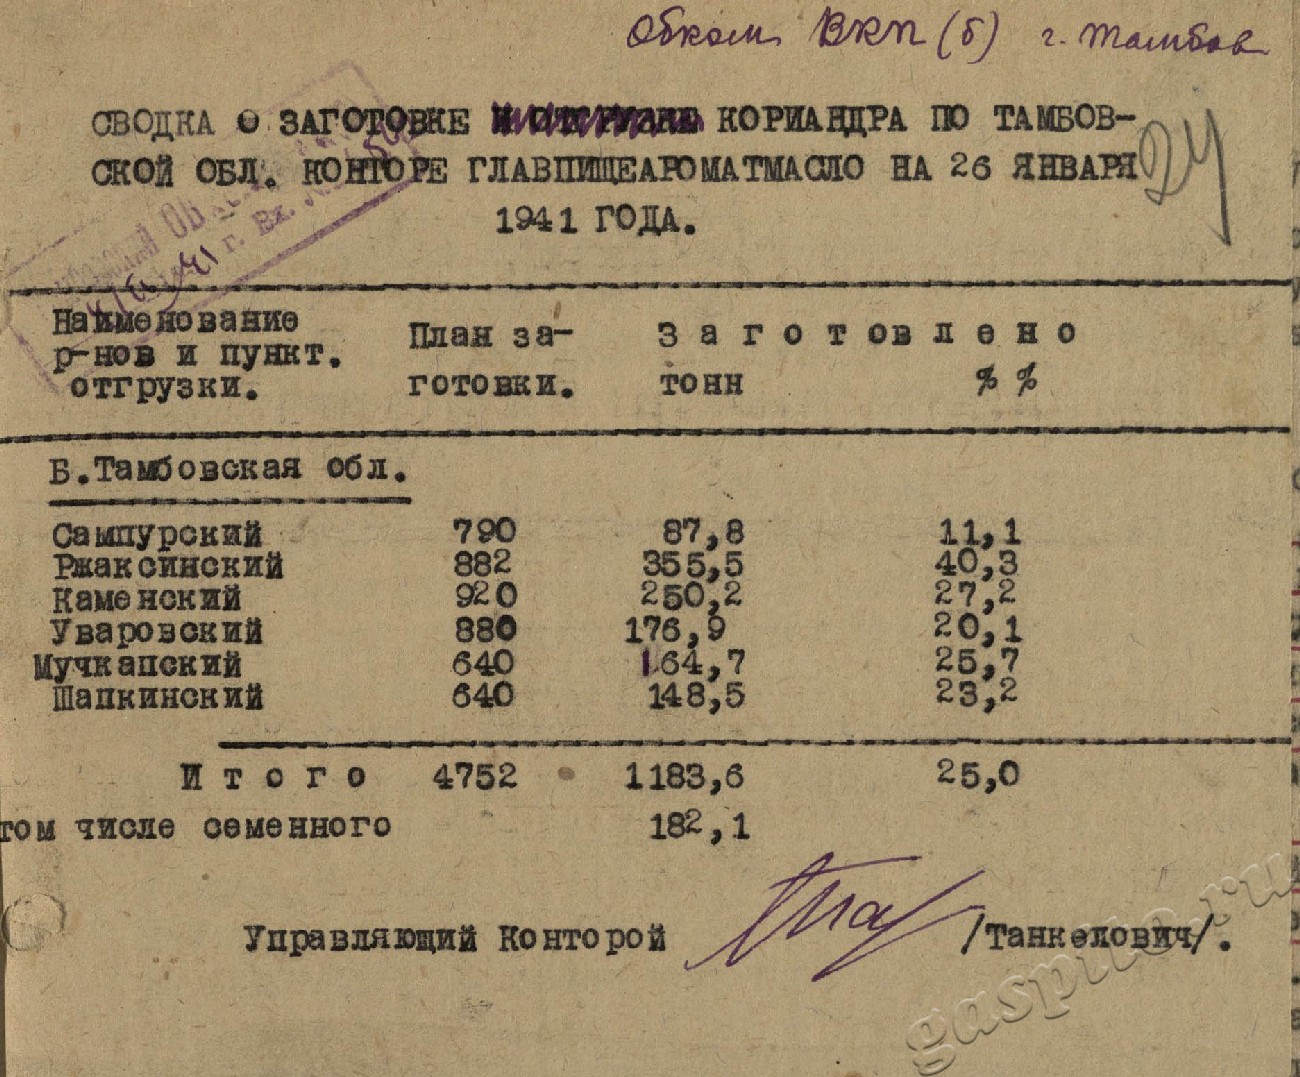 Обком ВКП(б) г. Тамбов
СВОДКА О ЗАГОТОВКЕ И ОТГРУЗКЕ КОРИАНДРА ПО ТАМБОВ-
СКОЙ ОБЛ. КОНТОРЕ ГЛАВПИЩЕАРОМАТМАСЛО НА 26 ЯНВАРЯ
1941 ГОДА.
24
Наименование
р-нов и пункт.
отгрузки.
План за-
готовки.
Заготовлено
тонн % %
Б.Тамбовская обл.
Сампурский 790 87,8 11,1
Ржаксинский 882 355,5 40,3
Каменский 920 250,2 27,2
Уваровский 880 176,9 20,1
Мучкапский 640 164,7 25,7
Шапкинский 640 148,5 23,2
Итого 4752 1183,6 25,0
том числе семенного 182,1
Управляющий Конторой /Танкелович/.
gaspito.ru